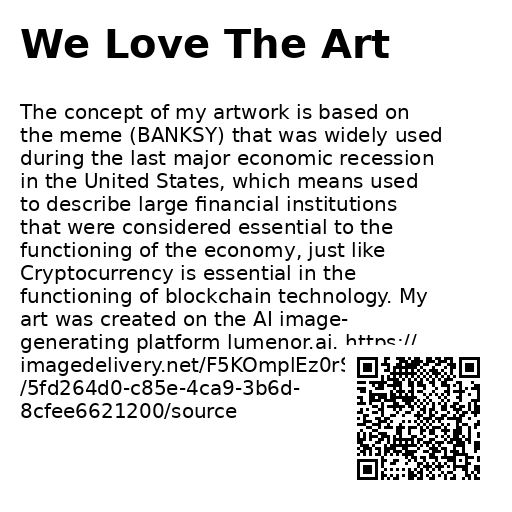 We Love The Art
The concept of my artwork is based on
the meme (BANKSY) that was widely used
during the last major economic recession
in the United States, which means used
to describe large financial institutions
that were considered essential to the
functioning of the economy, just like
Cryptocurrency is essential in the
functioning of blockchain technology. My
art was created on the AI image-
generating platform lumenor.ai. https://
/5fd264d0-c85e-4ca9-3b6d-
8cfee6621200/source